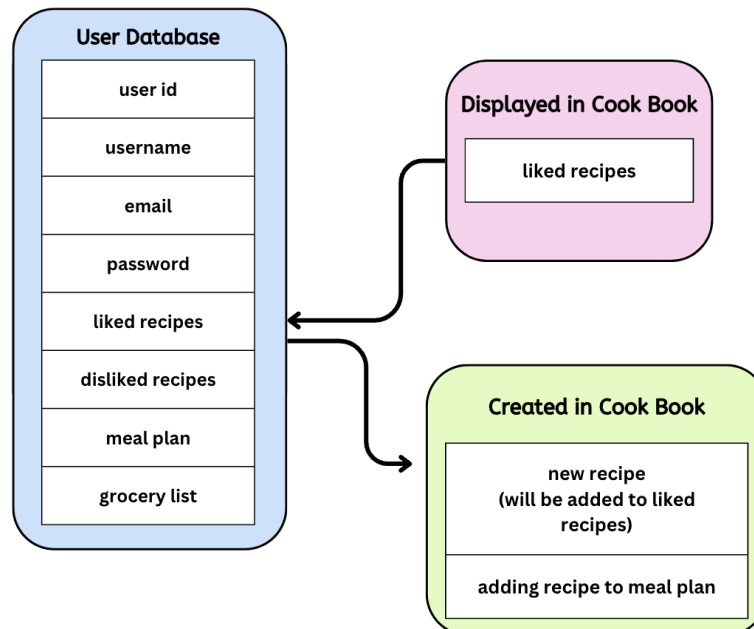 User Database
user id
username
email
password
liked recipes
disliked recipes
meal plan
grocery list
Displayed in Cook Book
liked recipes
Created in Cook Book
new recipe
(will be added to liked
recipes)
adding recipe to meal plan